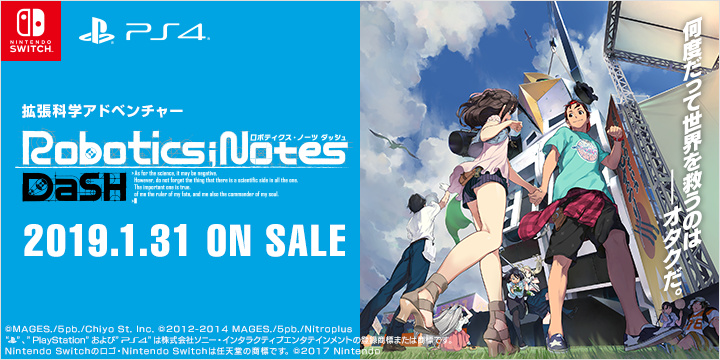 NINTENDO
SWITCH
PS4
拡張科学アドベンチャー
ロボティクス・ノーツ ダッシュ
Robotics;Notes
DaSH
As for the science, it may be negative.
However, do not forget the thing that there is a scientific side is all the one.
The important one is true.
of me the ruler of my fate, and me also the commander of my soul.
2019.1.31 ON SALE
何度だって世界を救うのは
――オタクだ。
©MAGES./5pb./Chiyo St. Inc. ©2012-2014 MAGES./5pb./Nitroplus
"、"PlayStation"および"PS4"は株式会社ソニー・インタラクティブエンタテインメントの登録商標または商標です。
Nintendo Switchのロゴ・Nintendo Switchは任天堂の商標です。©2017 Nintendo